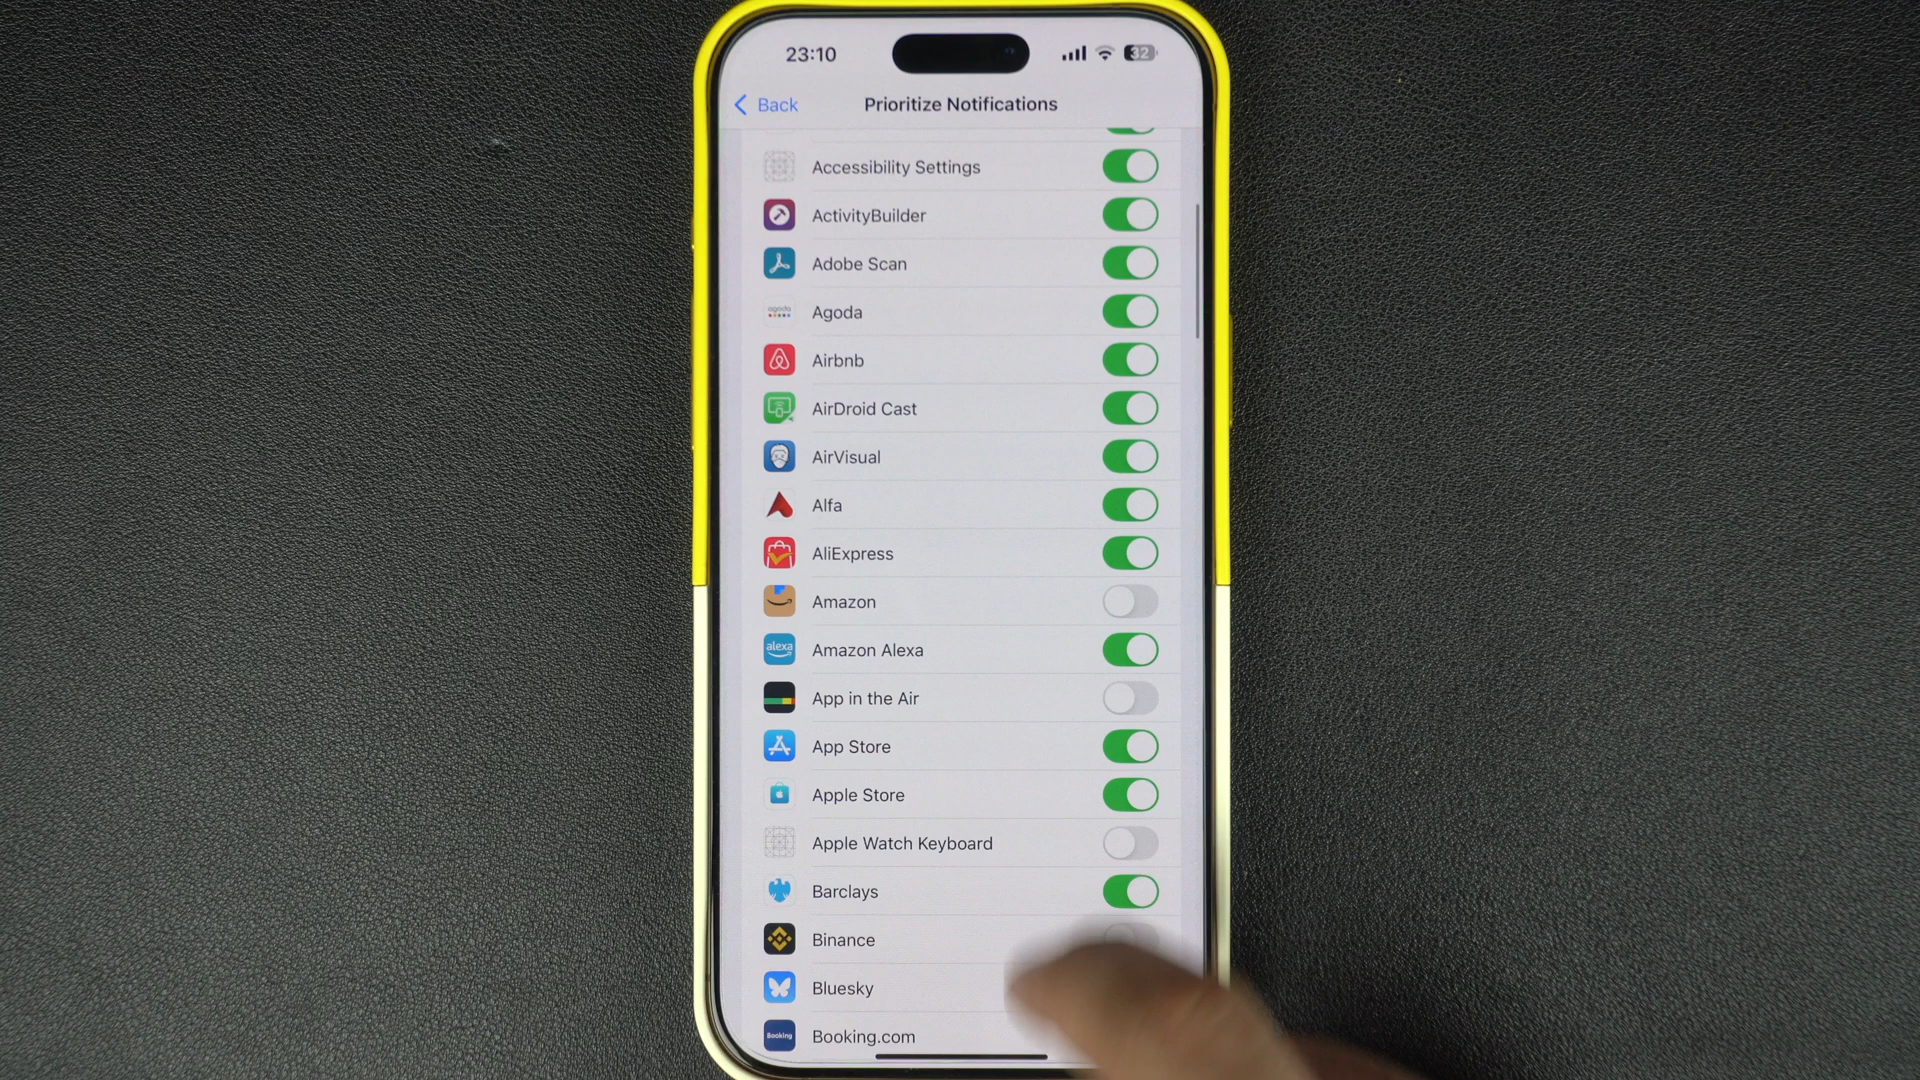 23:10
32
Back
Prioritize Notifications
Accessibility Settings
ActivityBuilder
Adobe Scan
agoda
Agoda
Airbnb
AirDroid Cast
AirVisual
Alfa
AliExpress
Amazon
alexa
Amazon Alexa
App in the Air
App Store
Apple Store
Apple Watch Keyboard
Barclays
Binance
Bluesky
Booking
Booking.com